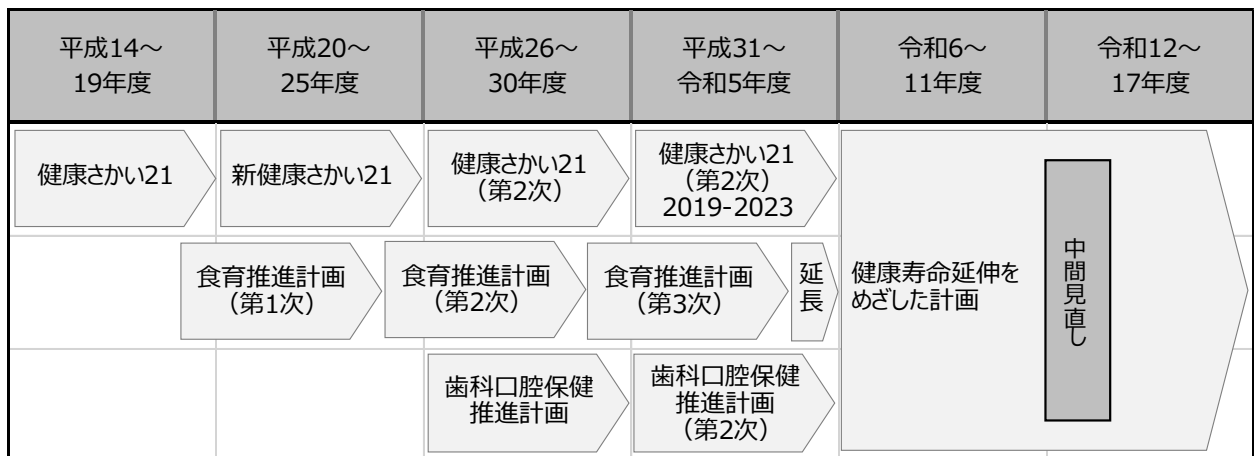 平成14～
19年度
平成20～
25年度
平成26～
30年度
平成31～
令和5年度
令和6～
11年度
令和12～
17年度
健康さかい21
新健康さかい21
健康さかい21
（第2次）
健康さかい21
（第2次）
2019-2023
食育推進計画
（第1次）
食育推進計画
（第2次）
食育推進計画
（第3次）
延長
健康寿命延伸を
めざした計画
中間見直し
歯科口腔保健
推進計画
歯科口腔保健
推進計画
（第2次）